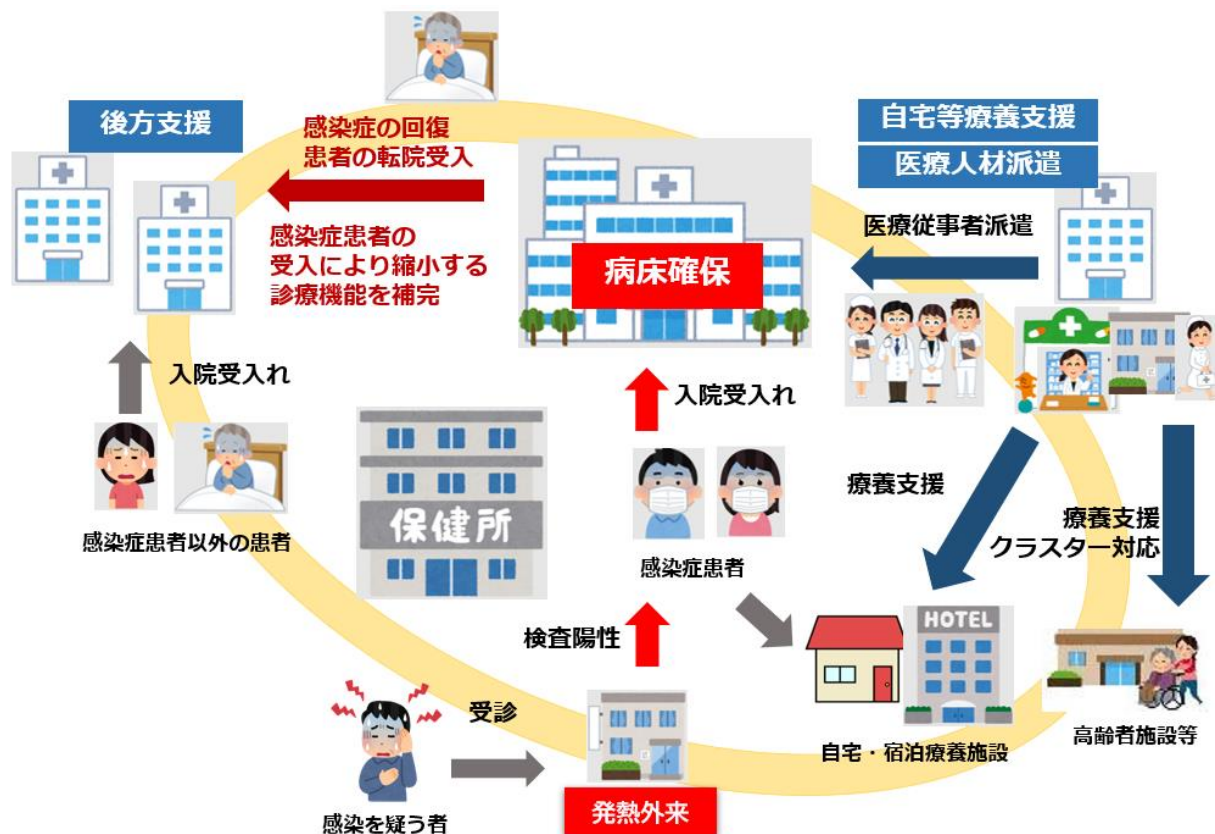 後方支援
感染症の回復
患者の転院受入
感染症患者の
受入により縮小する
診療機能を補完
病床確保
自宅等療養支援
医療人材派遣
医療従事者派遣
入院受入れ
感染症患者以外の患者
保健所
入院受入れ
感染症患者
療養支援
療養支援
クラスター対応
検査陽性
HOTEL
自宅・宿泊療養施設
高齢者施設等
受診
感染を疑う者
発熱外来